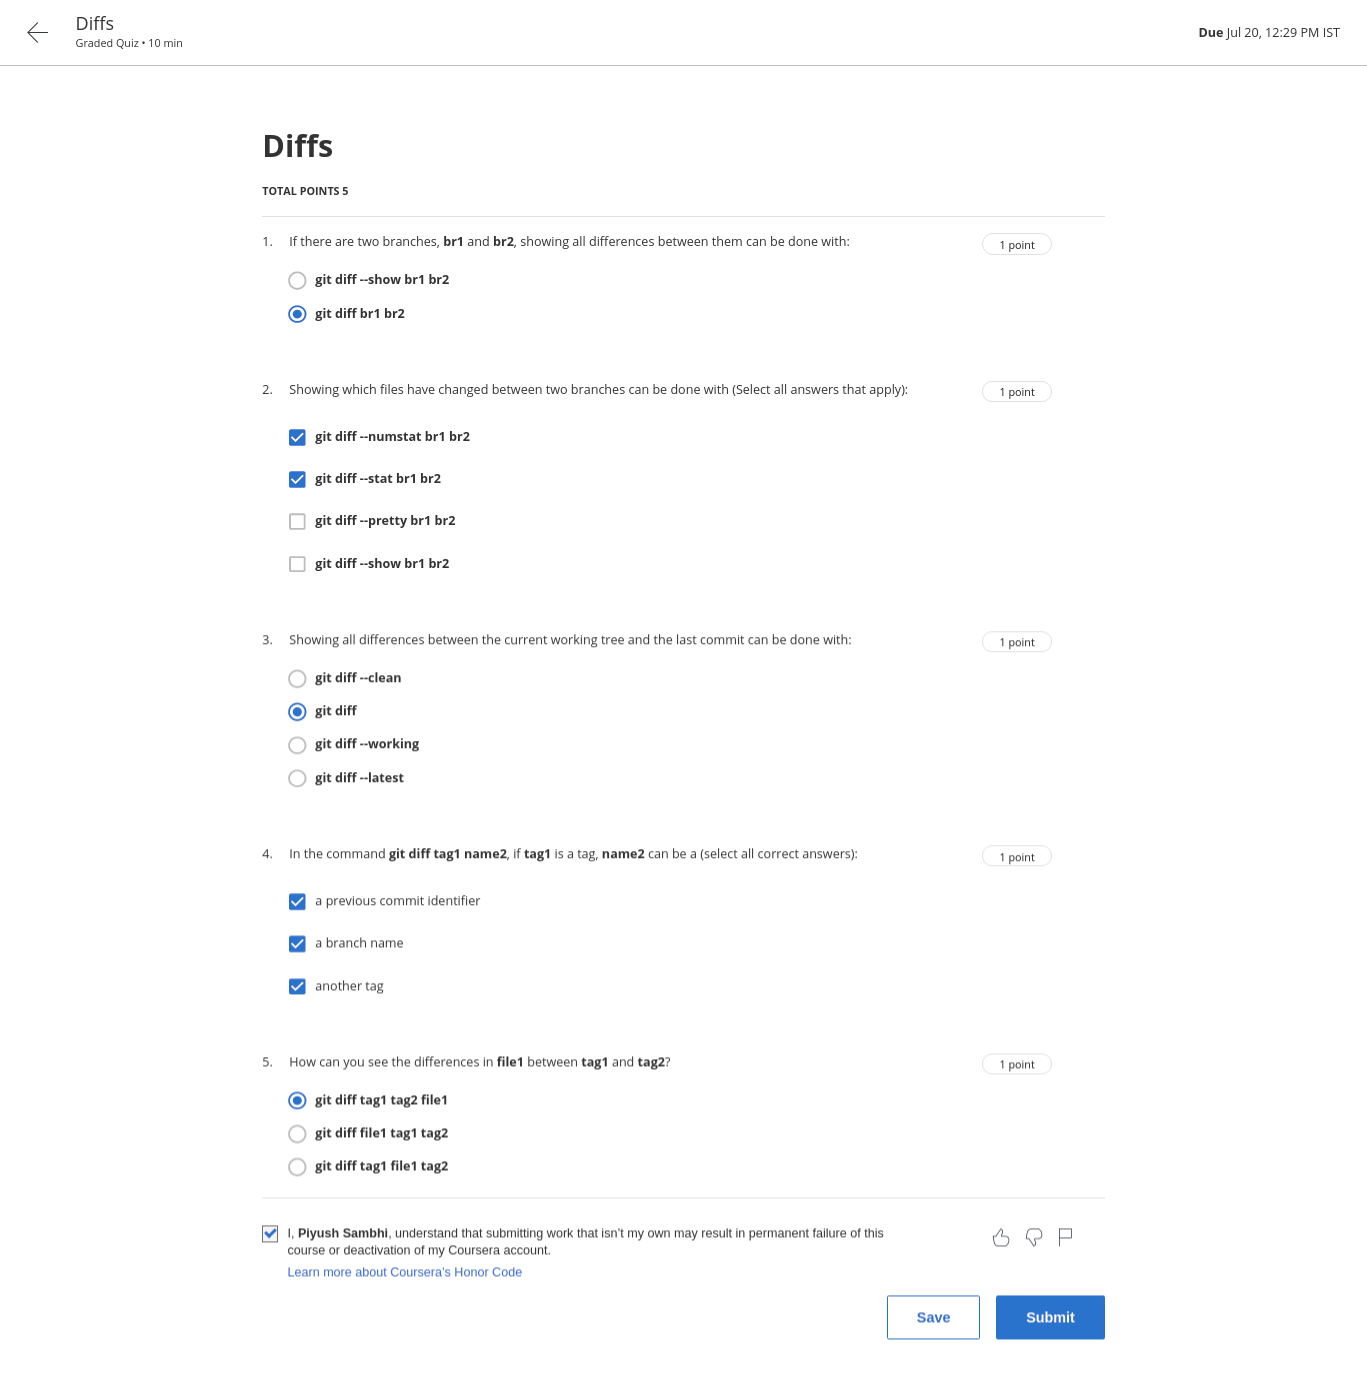 Diffs
Graded Quiz • 10 min
Due Jul 20, 12:29 PM IST
Diffs
TOTAL POINTS 5
1. If there are two branches, br1 and br2, showing all differences between them can be done with:
1 point
git diff --show br1 br2
git diff br1 br2
2. Showing which files have changed between two branches can be done with (Select all answers that apply):
1 point
git diff --numstat br1 br2
git diff --stat br1 br2
git diff --pretty br1 br2
git diff --show br1 br2
3. Showing all differences between the current working tree and the last commit can be done with:
1 point
git diff --clean
git diff
git diff --working
git diff --latest
4. In the command git diff tag1 name2, if tag1 is a tag, name2 can be a (select all correct answers):
1 point
a previous commit identifier
a branch name
another tag
5. How can you see the differences in file1 between tag1 and tag2?
1 point
git diff tag1 tag2 file1
git diff file1 tag1 tag2
git diff tag1 file1 tag2
I, Piyush Sambhi, understand that submitting work that isn't my own may result in permanent failure of this
course or deactivation of my Coursera account.
Learn more about Coursera's Honor Code
Save
Submit